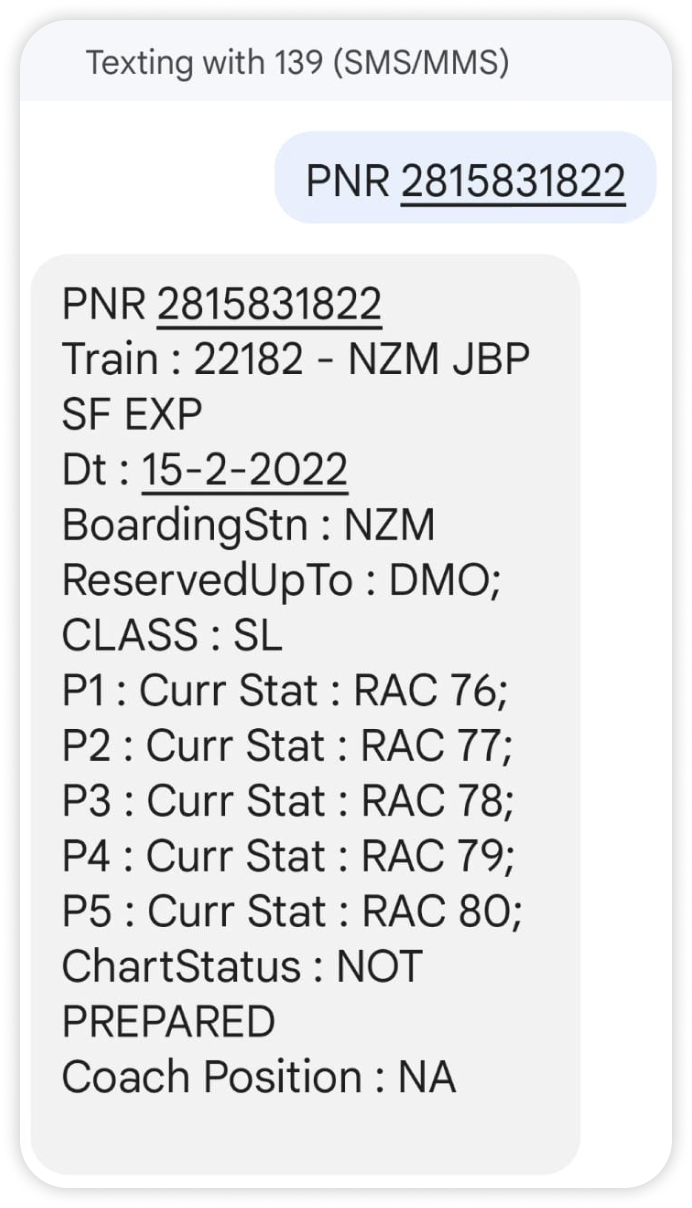 Texting with 139 (SMS/MMS)
PNR 2815831822
PNR 2815831822
Train : 22182 - NZM JBP
SF EXP
Dt : 15-2-2022
BoardingStn : NZM
ReservedUpTo : DMO;
CLASS : SL
P1 : Curr Stat : RAC 76;
P2 : Curr Stat : RAC 77;
P3 : Curr Stat : RAC 78;
P4 : Curr Stat : RAC 79;
P5 : Curr Stat : RAC 80;
ChartStatus : NOT
PREPARED
Coach Position : NA